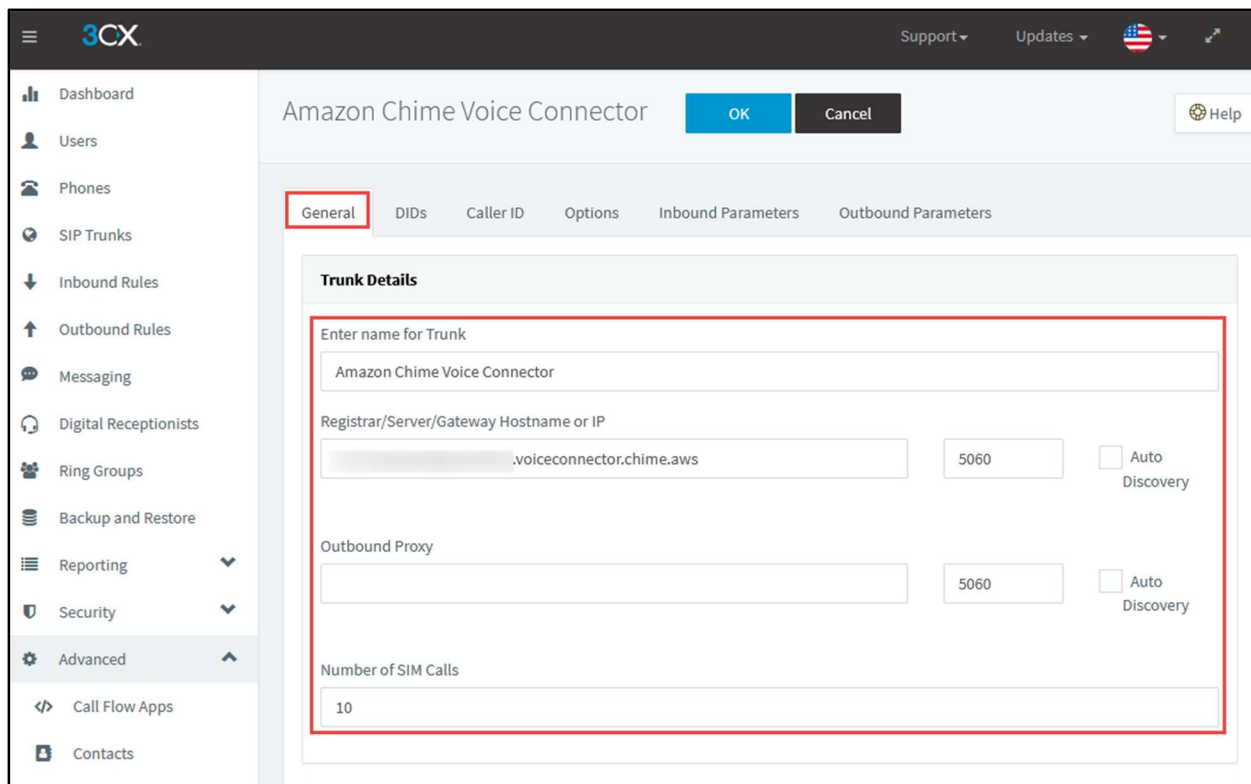 3CX
Support
Updates
Dashboard
Users
Phones
SIP Trunks
Inbound Rules
Outbound Rules
Messaging
Digital Receptionists
Ring Groups
Backup and Restore
Reporting
Security
Advanced
Call Flow Apps
Contacts
Amazon Chime Voice Connector
OK
Cancel
Help
General DIDs Caller ID Options Inbound Parameters Outbound Parameters
Trunk Details
Enter name for Trunk
Amazon Chime Voice Connector
Registrar/Server/Gateway Hostname or IP
.voiceconnector.chime.aws
5060
Auto
Discovery
Outbound Proxy
5060
Auto
Discovery
Number of SIM Calls
10